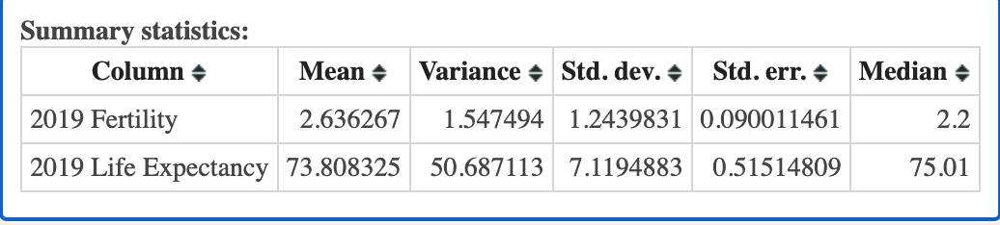 Summary statistics:
Column Mean Variance Std. dev. Std. err. Median
2019 Fertility 2.636267 1.547494 1.2439831 0.090011461 2.2
2019 Life Expectancy 73.808325 50.687113 7.1194883 0.51514809 75.01